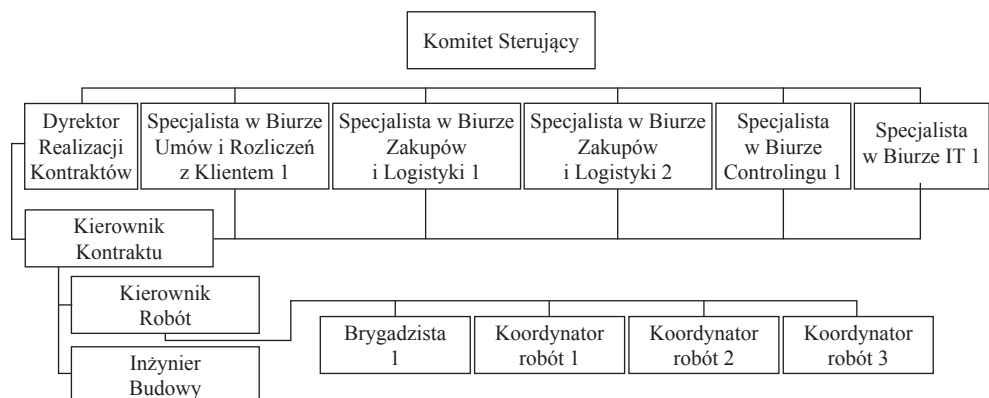 Komitet Sterujący
Dyrektor
Realizacji
Kontraktów
Specjalista w Biurze
Umów i Rozliczeń
z Klientem 1
Specjalista w Biurze
Zakupów
i Logistyki 1
Specjalista w Biurze
Zakupów
i Logistyki 2
Specjalista
w Biurze
Controlingu 1
Specjalista
w Biurze IT 1
Kierownik
Kontraktu
Kierownik
Robót
Brygadzista
1
Koordynator
robót 1
Koordynator
robót 2
Koordynator
robót 3
Inżynier
Budowy